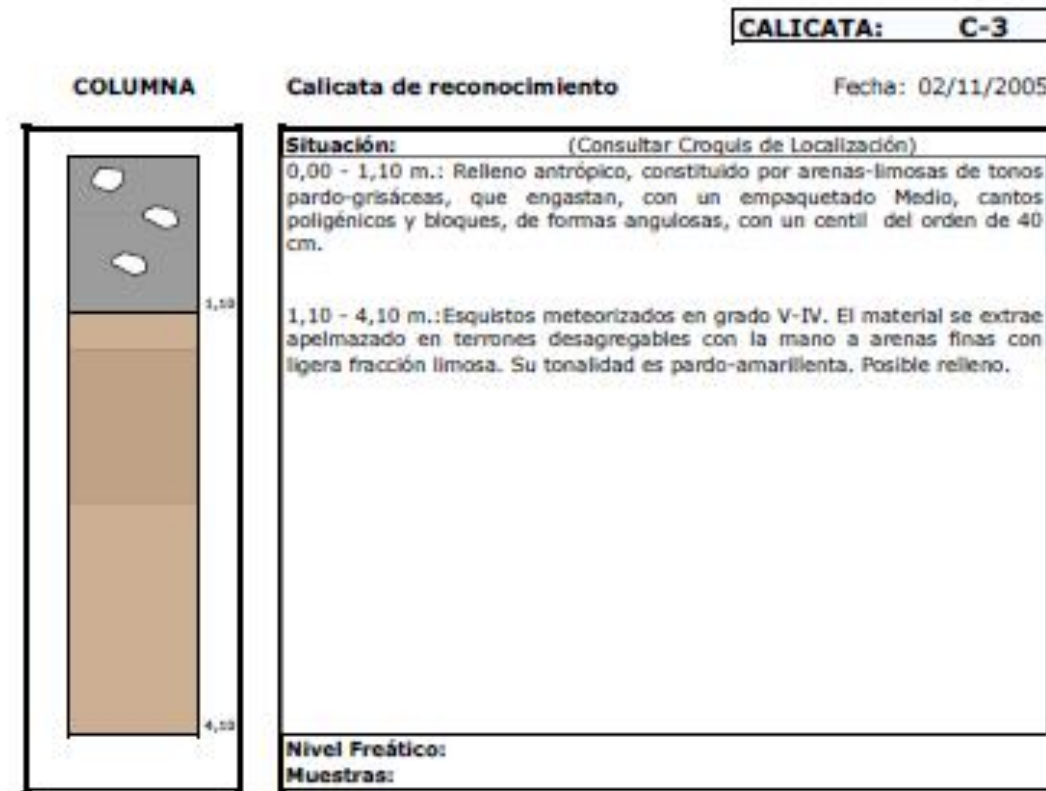 CALICATA: C-3
COLUMNA Calicata de reconocimiento Fecha: 02/11/2005
Situación: (Consultar Croquis de Localización)
0,00 - 1,10 m.: Relleno antrópico, constituido por arenas-limosas de tonos
pardo-grisáceas, que engastan, con un empaquetado Medio, cantos
poligénicos y bloques, de formas angulosas, con un centil del orden de 40
cm.
1,10
1,10 - 4,10 m.:Esquistos meteorizados en grado V-IV. El material se extrae
apelmazado en terrones desagregables con la mano a arenas finas con
ligera fracción limosa. Su tonalidad es pardo-amarillenta. Posible relleno.
4,10
Nivel Freático:
Muestras: